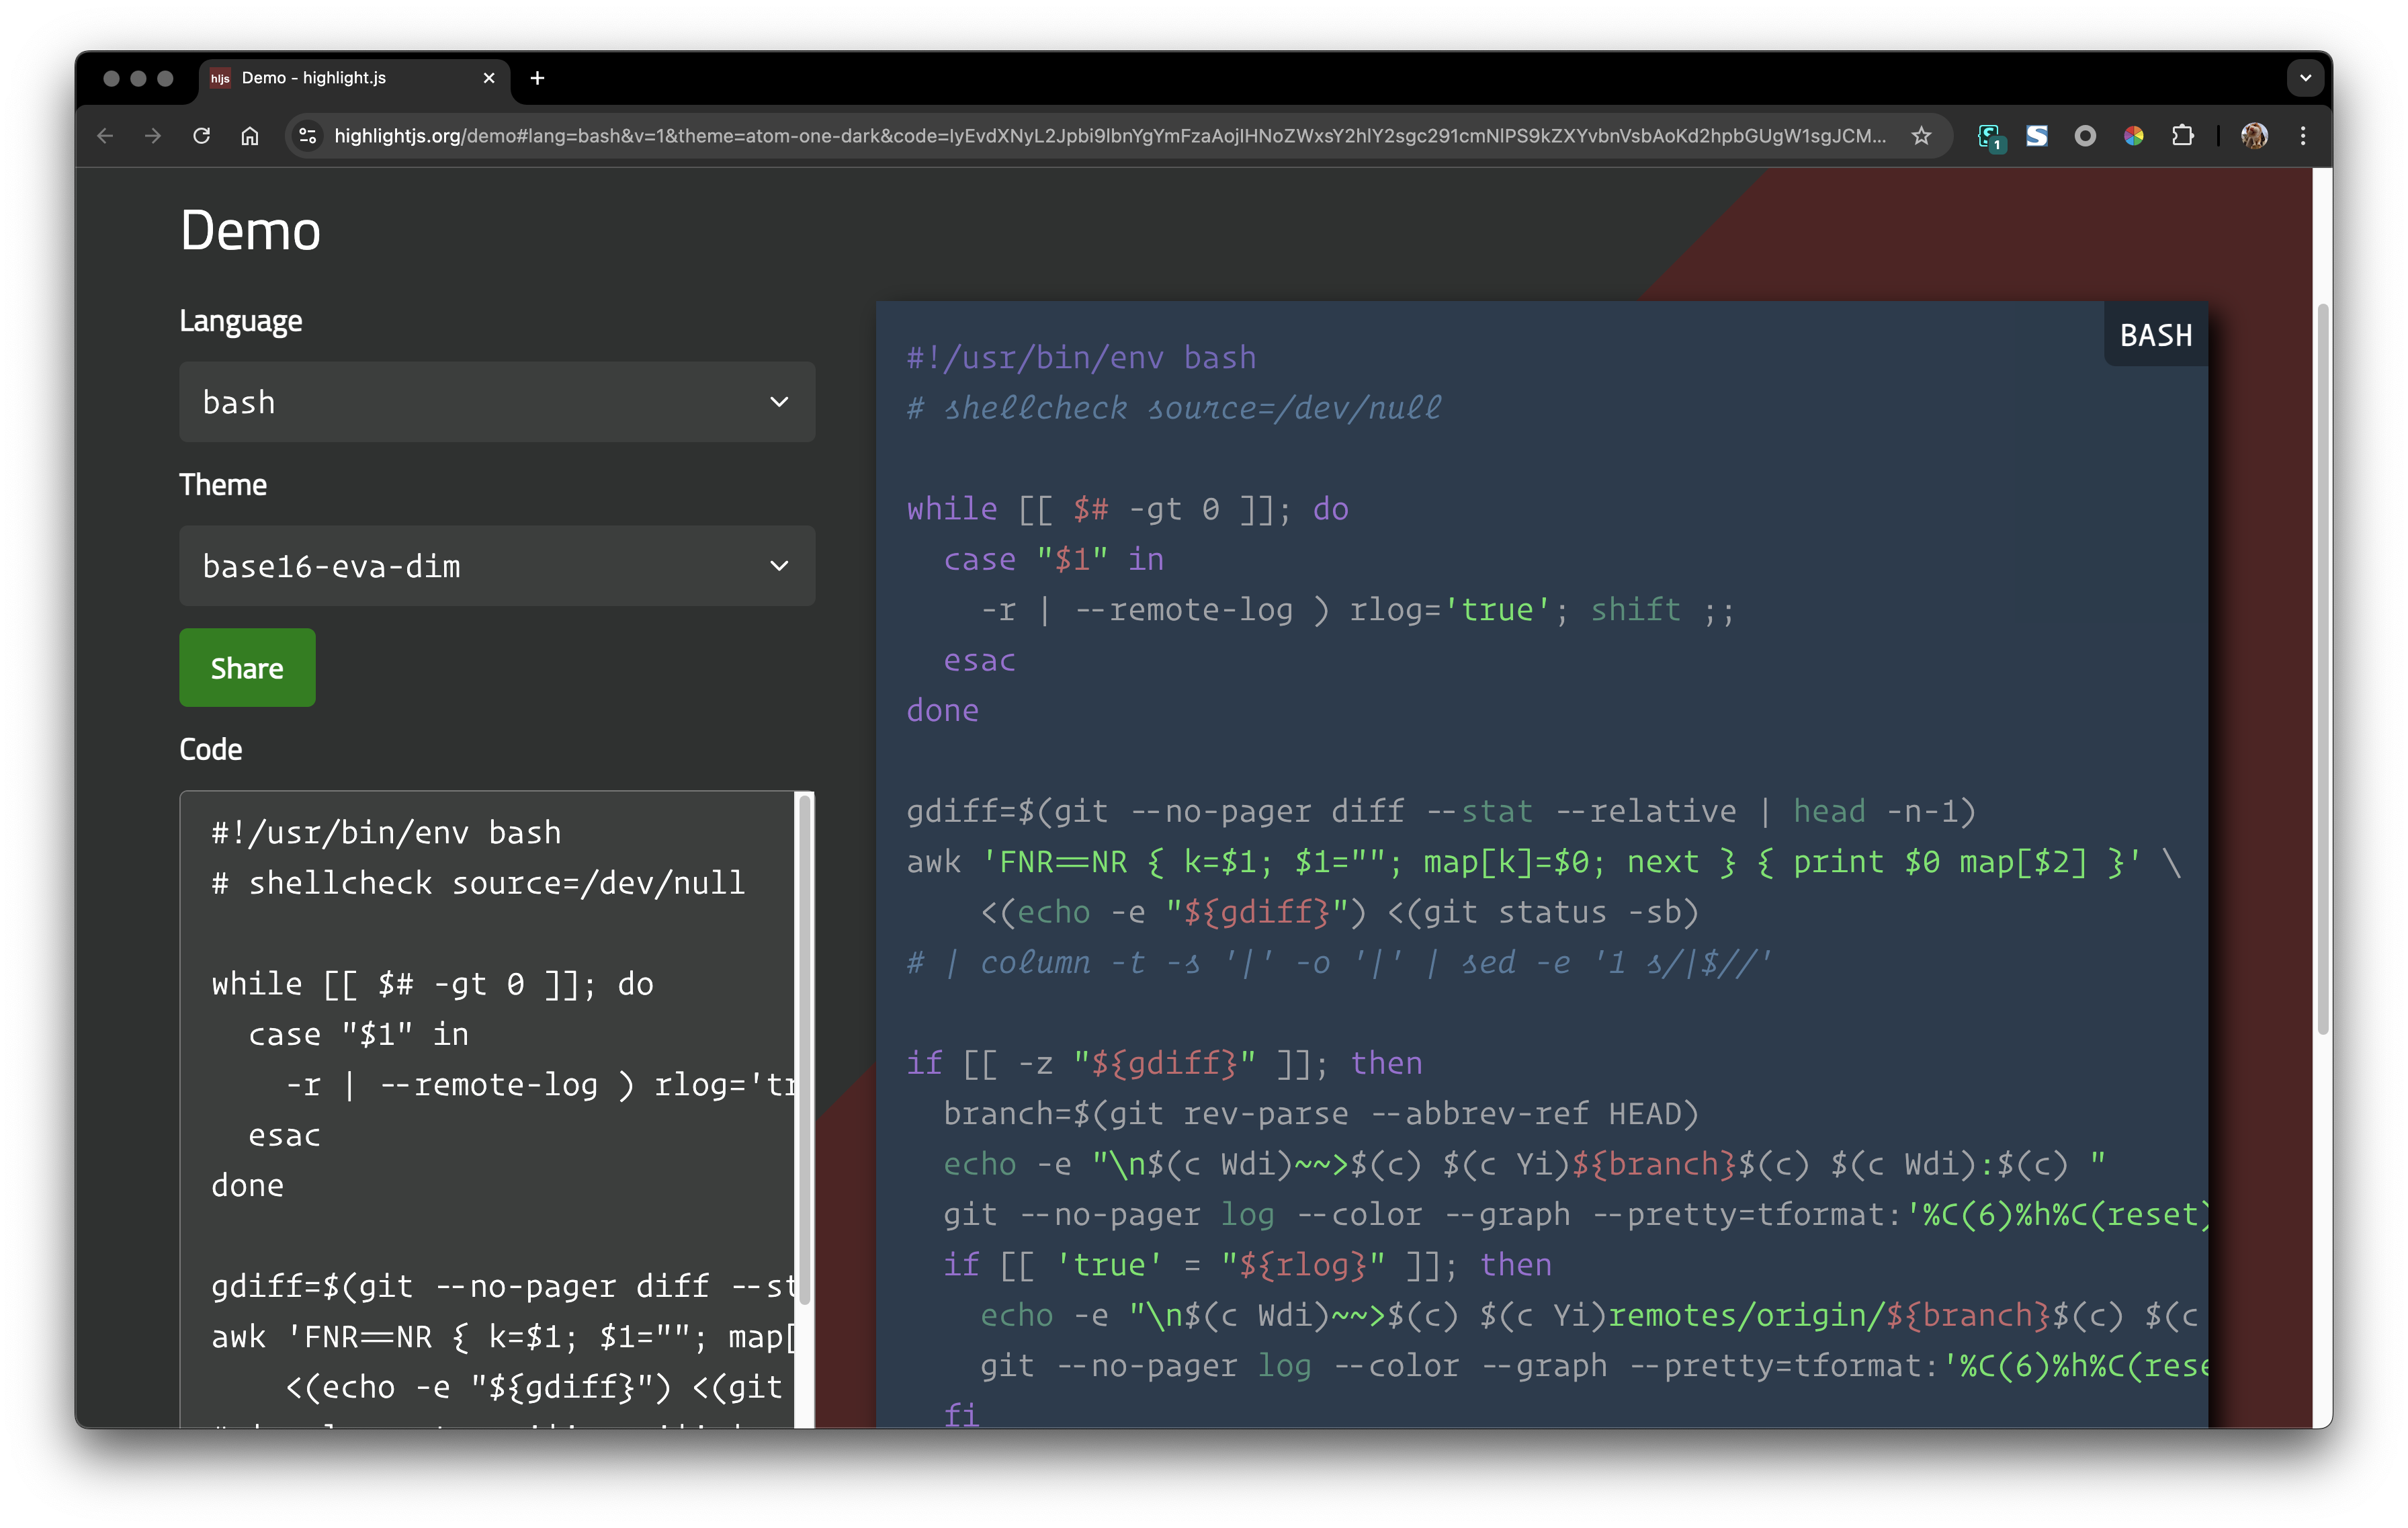 hljs Demo - highlight.js
highlightjs.org/demo#lang=bash&v=1&theme=atom-one-dark&code=IyEvdXNyL2Jpbi9lbnYgYmFzaAojIHNoZWxsY2hlY2sgc291cmNlPS9kZXYvbnVsbAoKd2hpbGUgW1sgJCM...
1
Demo
Language
bash
Theme
base16-eva-dim
Share
Code
#!/usr/bin/env bash
# shellcheck source=/dev/null
while [[ $# -gt 0 ]]; do
  case "$1" in
    -r | --remote-log ) rlog='tr
  esac
done
gdiff=$(git --no-pager diff --st
awk 'FNR==NR { k=$1; $1=""; map[
    <(echo -e "${gdiff}") <(git
BASH
#!/usr/bin/env bash
# shellcheck source=/dev/null
while [[ $# -gt 0 ]]; do
  case "$1" in
    -r | --remote-log ) rlog='true'; shift ;;
  esac
done
gdiff=$(git --no-pager diff --stat --relative | head -n-1)
awk 'FNR==NR { k=$1; $1=""; map[k]=$0; next } { print $0 map[$2] }' \
    <(echo -e "${gdiff}") <(git status -sb)
# | column -t -s '|' -o '|' | sed -e '1 s/|$//'
if [[ -z "${gdiff}" ]]; then
  branch=$(git rev-parse --abbrev-ref HEAD)
  echo -e "\n$(c Wdi)~~>$(c) $(c Yi)${branch}$(c) $(c Wdi):$(c) "
  git --no-pager log --color --graph --pretty=tformat:'%C(6)%h%C(reset)
  if [[ 'true' = "${rlog}" ]]; then
    echo -e "\n$(c Wdi)~~>$(c) $(c Yi)remotes/origin/${branch}$(c) $(c
    git --no-pager log --color --graph --pretty=tformat:'%C(6)%h%C(rese
  fi